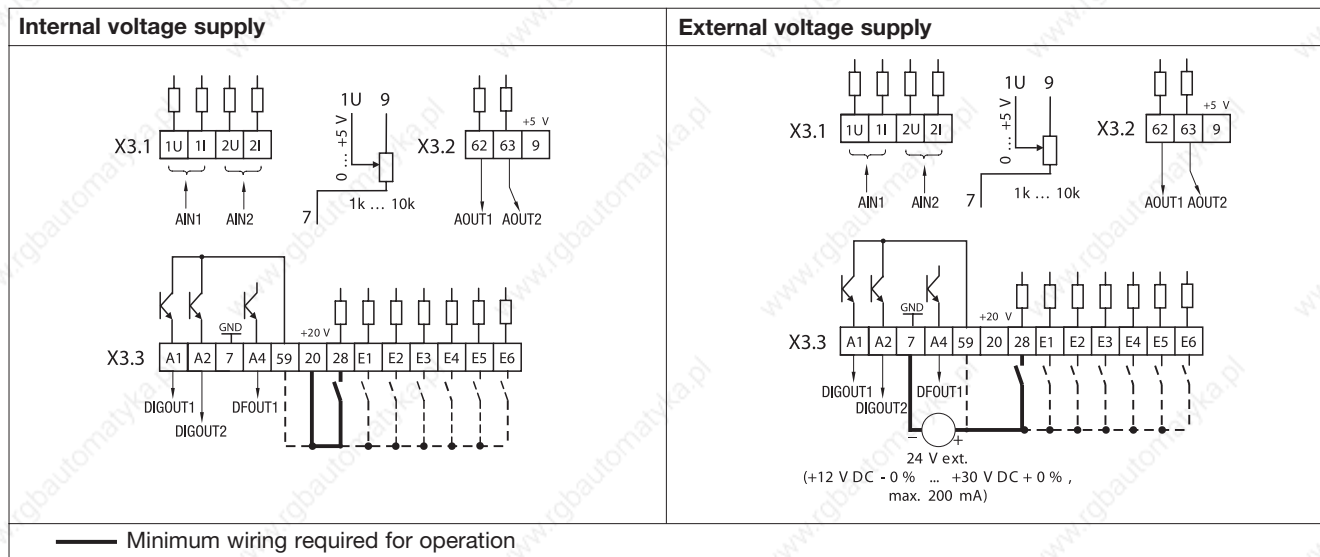 Internal voltage supply
X3.1
1U 1I 2U 2I
AIN1 AIN2
1U 9
0 ... +5 V
7
1k ... 10k
X3.2
+5 V
62 63 9
AOUT1 AOUT2
X3.3
GND
+20 V
A1 A2 7 A4 59 20 28 E1 E2 E3 E4 E5 E6
DIGOUT1
DIGOUT2
DFOUT1
External voltage supply
X3.1
1U 1I 2U 2I
AIN1 AIN2
1U 9
0 ... +5 V
7
1k ... 10k
X3.2
+5 V
62 63 9
AOUT1 AOUT2
X3.3
GND
+20 V
A1 A2 7 A4 59 20 28 E1 E2 E3 E4 E5 E6
DIGOUT1
DIGOUT2
DFOUT1
− +
24 V ext.
(+12 V DC - 0 % ... +30 V DC + 0 % ,
max. 200 mA)
Minimum wiring required for operation
www.rgbautomatyka.pl